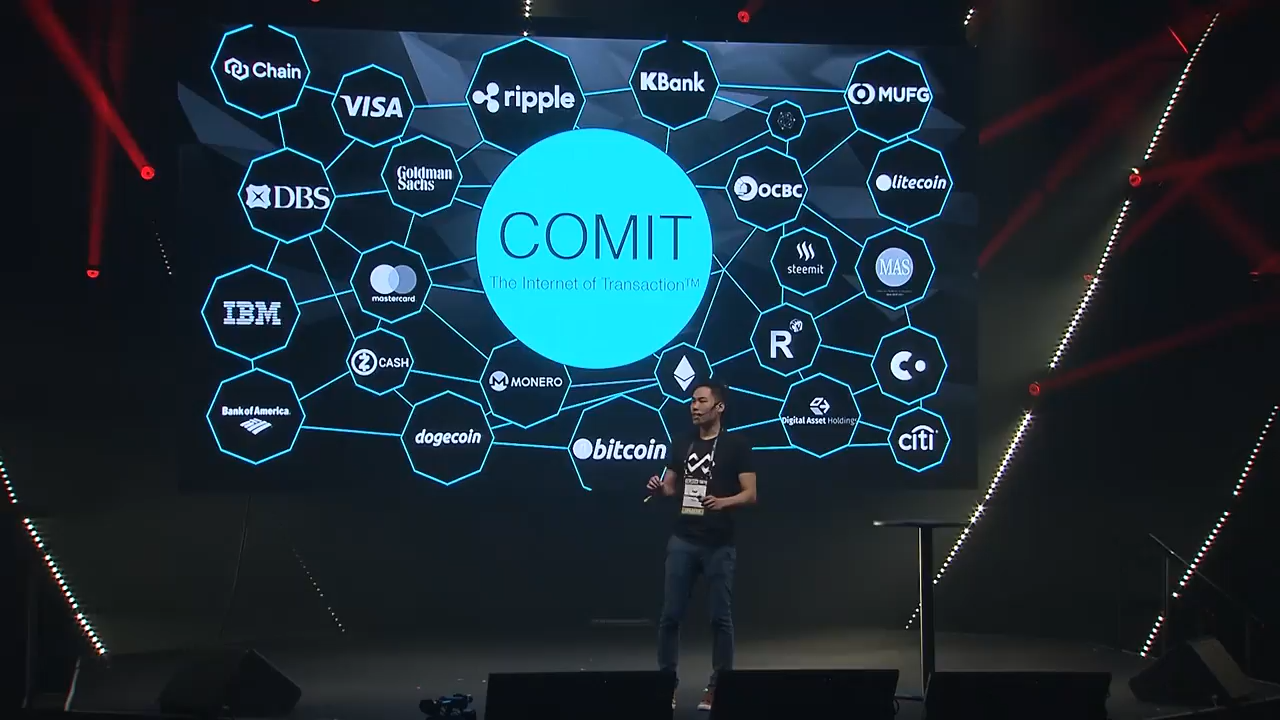 Chain
VISA
ripple
KBank
MUFG
DBS
Goldman
Sachs
OCBC
litecoin
COMIT
The Internet of Transaction™
steemit
MAS
mastercard
IBM
CASH
MONERO
R
Bank of America
dogecoin
bitcoin
Digital Asset Holdings
citi